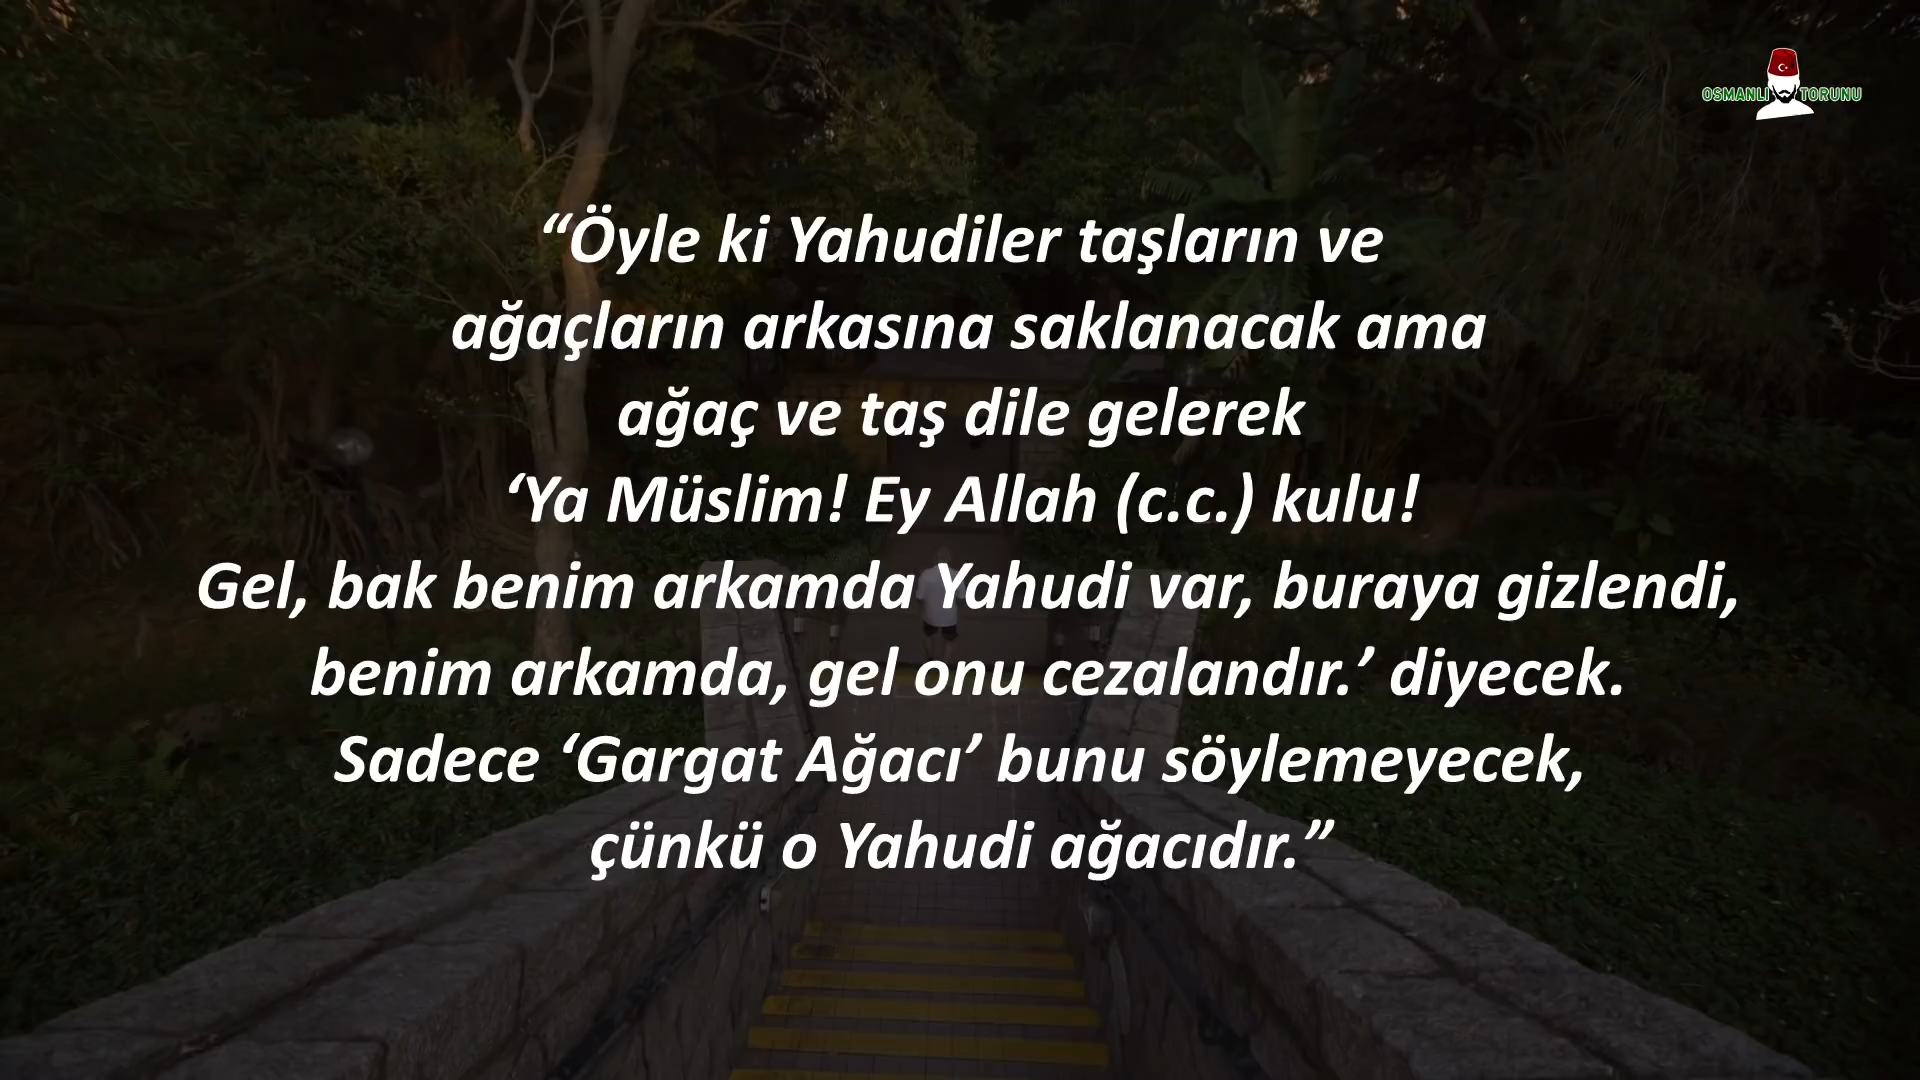 OSMANLI TORUNU
“Öyle ki Yahudiler taşların ve
ağaçların arkasına saklanacak ama
ağaç ve taş dile gelerek
‘Ya Müslim! Ey Allah (c.c.) kulu!
Gel, bak benim arkamda Yahudi var, buraya gizlendi,
benim arkamda, gel onu cezalandır.’ diyecek.
Sadece ‘Gargat Ağacı’ bunu söylemeyecek,
çünkü o Yahudi ağacıdır.”